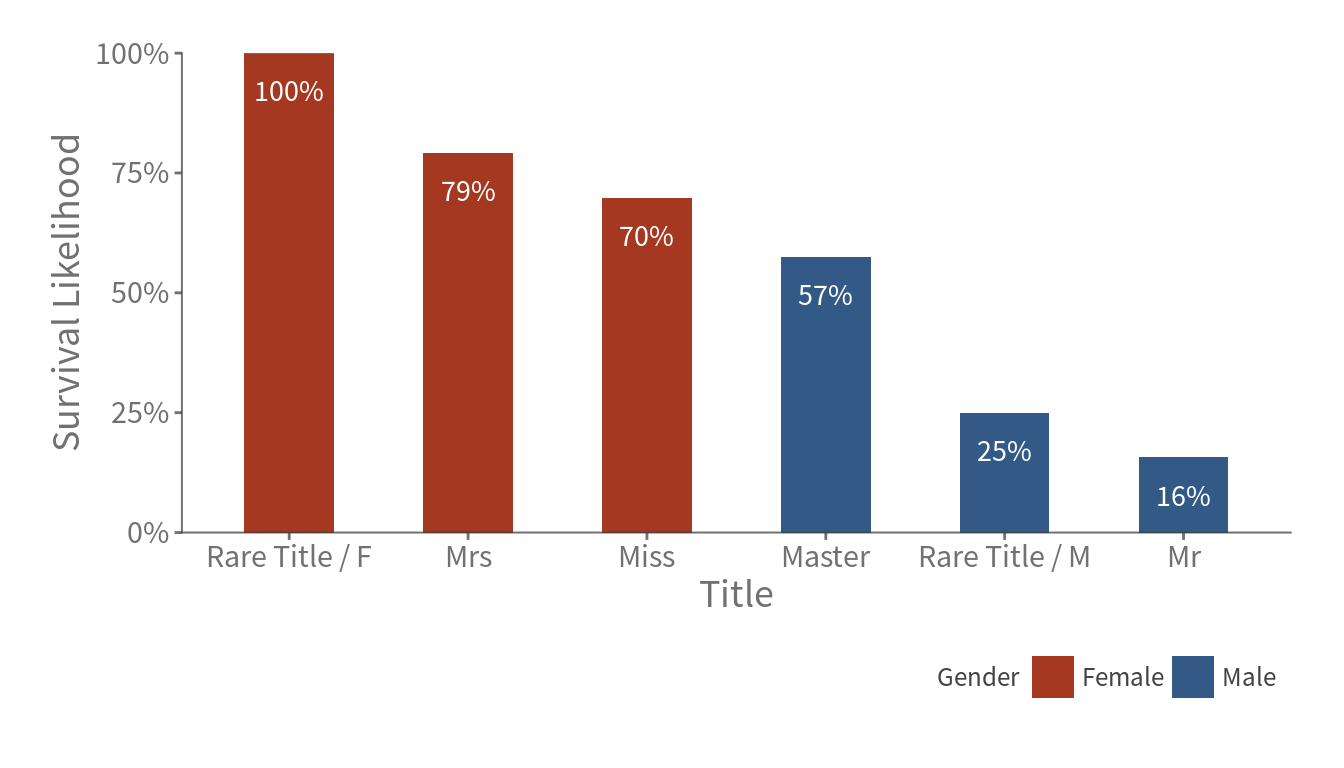 Survival Likelihood
100%
75%
50%
25%
0%
100%
79%
70%
57%
25%
16%
Rare Title / F Mrs Miss Master Rare Title / M Mr
Title
Gender Female Male